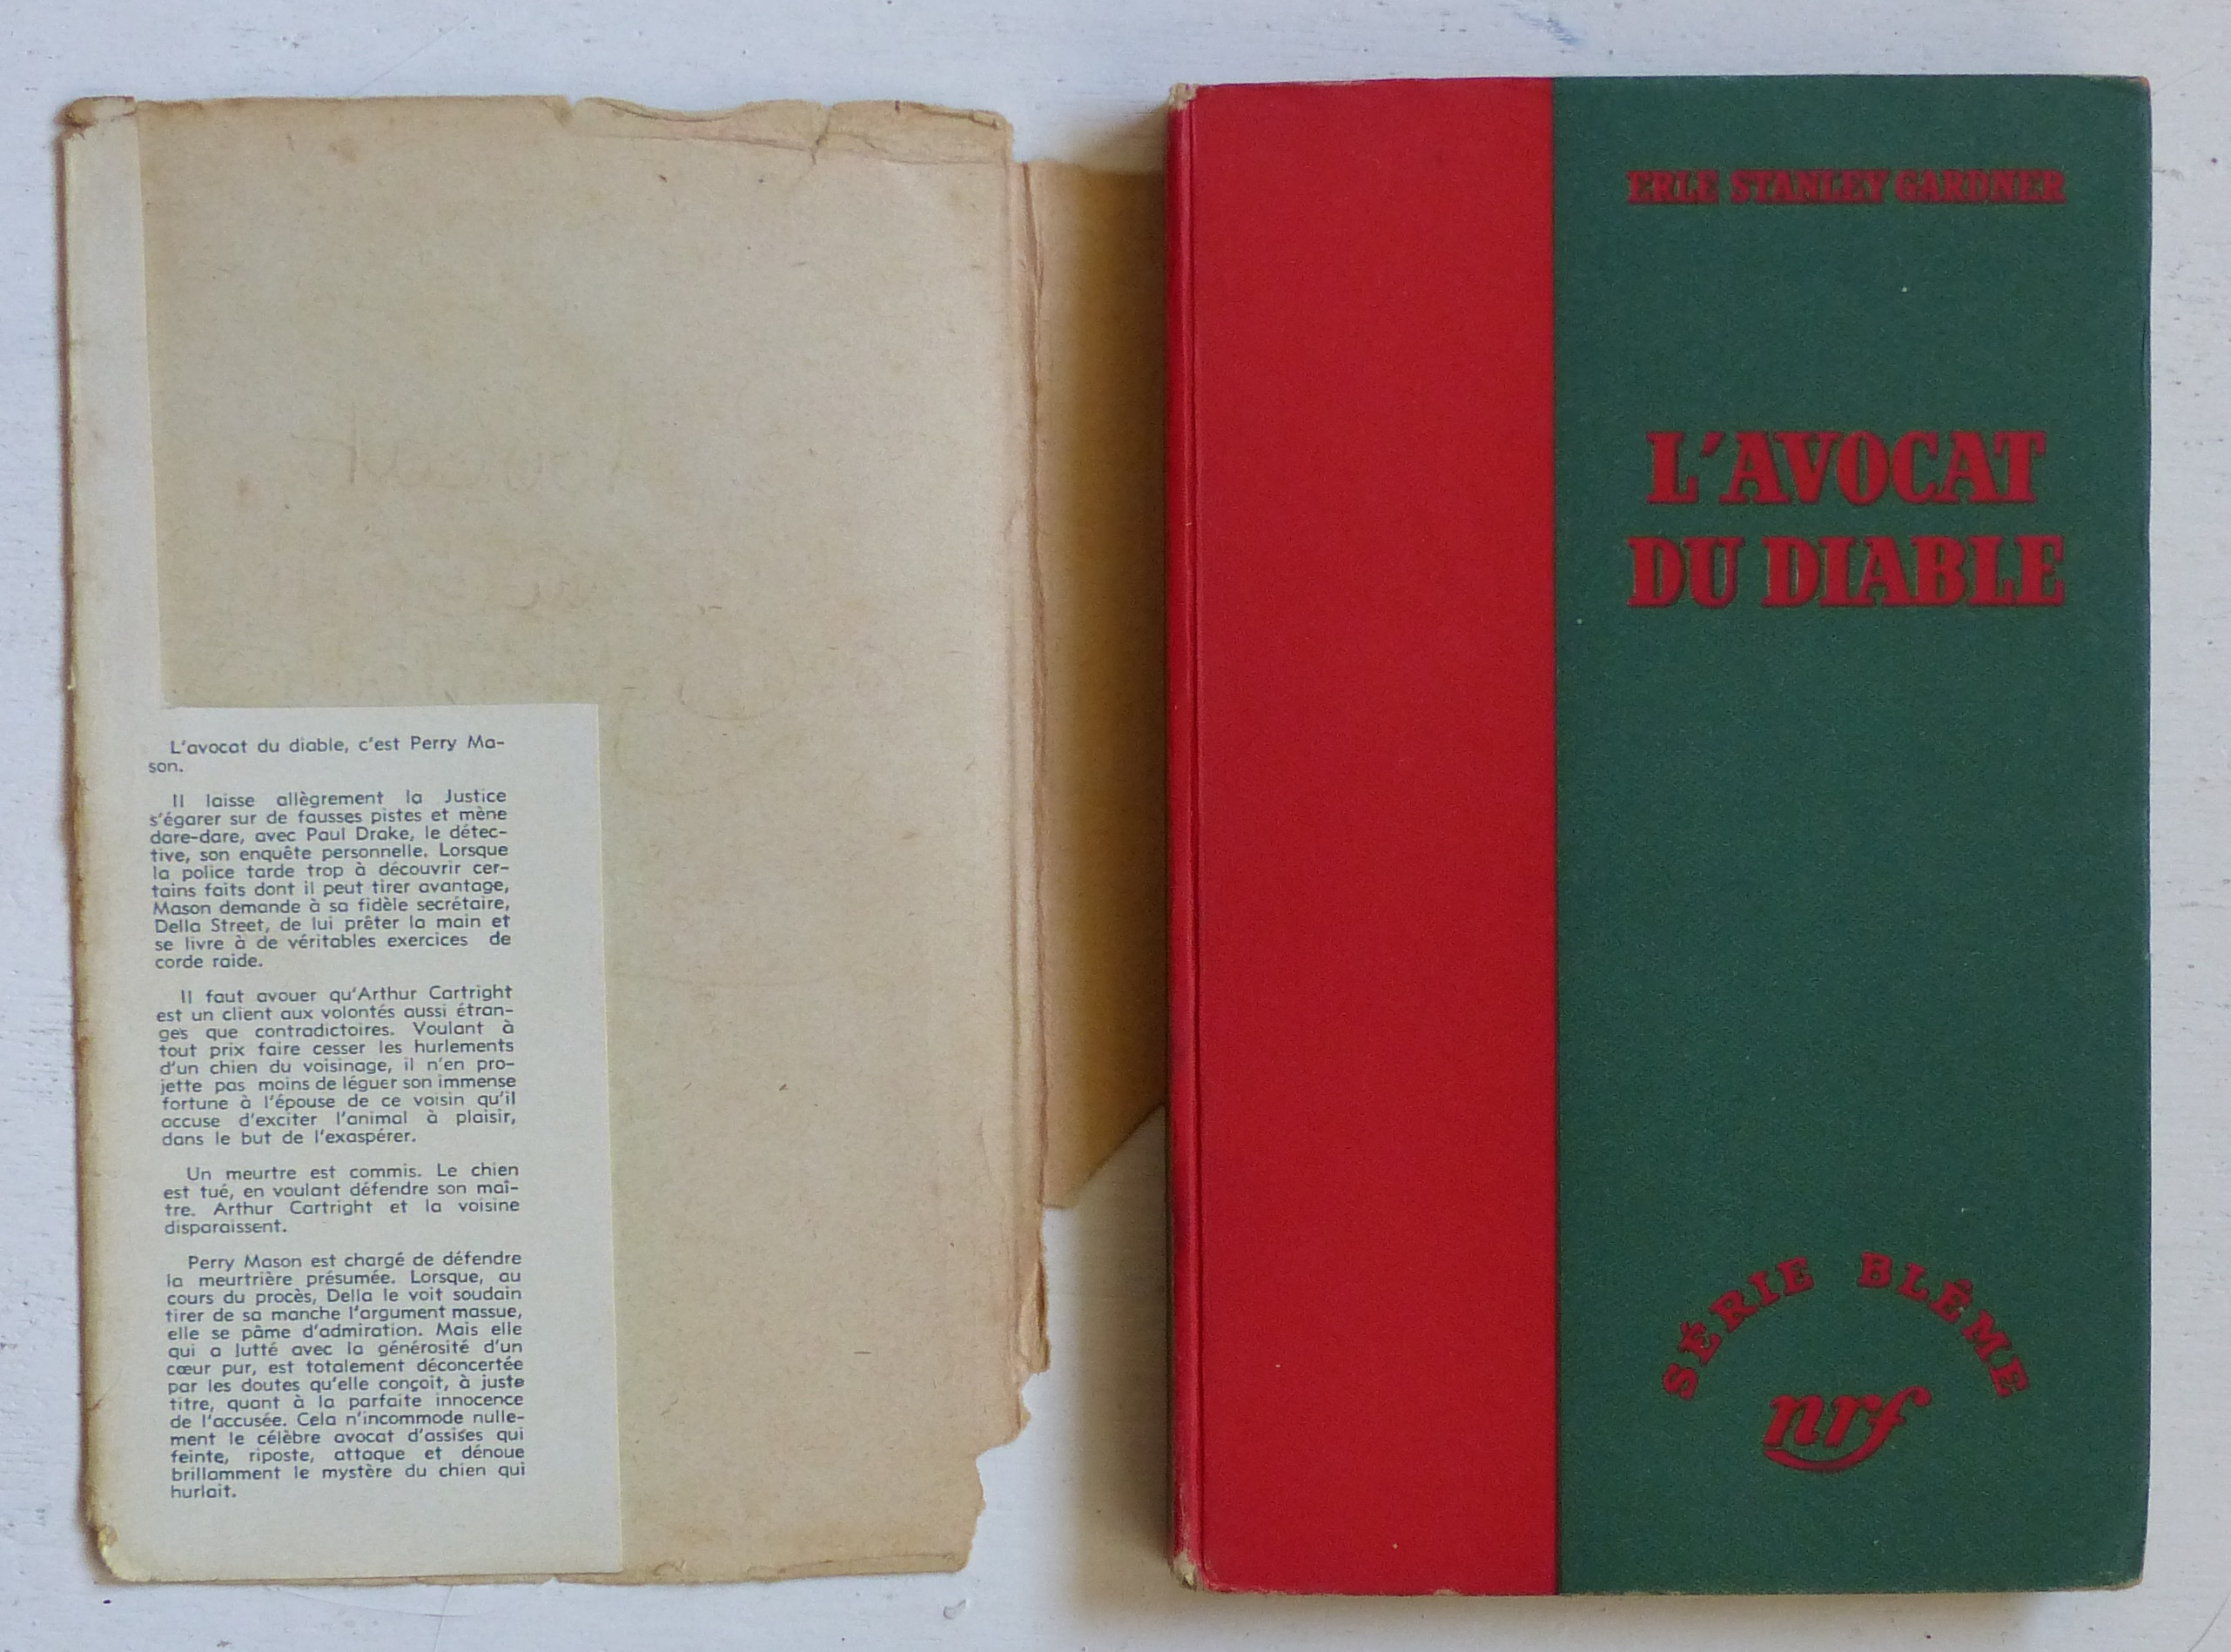 L'avocat du diable, c'est Perry Ma-
son.
Il laisse allègrement la Justice
s'égarer sur de fausses pistes et mène
dare-dare, avec Paul Drake, le détec-
tive, son enquête personnelle. Lorsque
la police tarde trop à découvrir cer-
tains faits dont il peut tirer avantage,
Mason demande à sa fidèle secrétaire,
Della Street, de lui prêter la main et
se livre à de véritables exercices de
corde raide.
Il faut avouer qu'Arthur Cartright
est un client aux volontés aussi étran-
ges que contradictoires. Voulant à
tout prix faire cesser les hurlements
d'un chien du voisinage, il n'en pro-
jette pas moins de léguer son immense
fortune à l'épouse de ce voisin qu'il
accuse d'exciter l'animal à plaisir,
dans le but de l'exaspérer.
Un meurtre est commis. Le chien
est tué, en voulant défendre son maî-
tre. Arthur Cartright et la voisine
disparaissent.
Perry Mason est chargé de défendre
la meurtrière présumée. Lorsque, au
cours du procès, Della le voit soudain
tirer de sa manche l'argument massue,
elle se pâme d'admiration. Mais elle
qui a lutté avec la générosité d'un
cœur pur, est totalement déconcertée
par les doutes qu'elle conçoit, à juste
titre, quant à la parfaite innocence
de l'accusée. Cela n'incommode nulle-
ment le célèbre avocat d'assises qui
feinte, riposte, attaque et dénoue
brillamment le mystère du chien qui
hurlait.
ERLE STANLEY GARDNER
L'AVOCAT
DU DIABLE
SÉRIE BLÊME
nrf